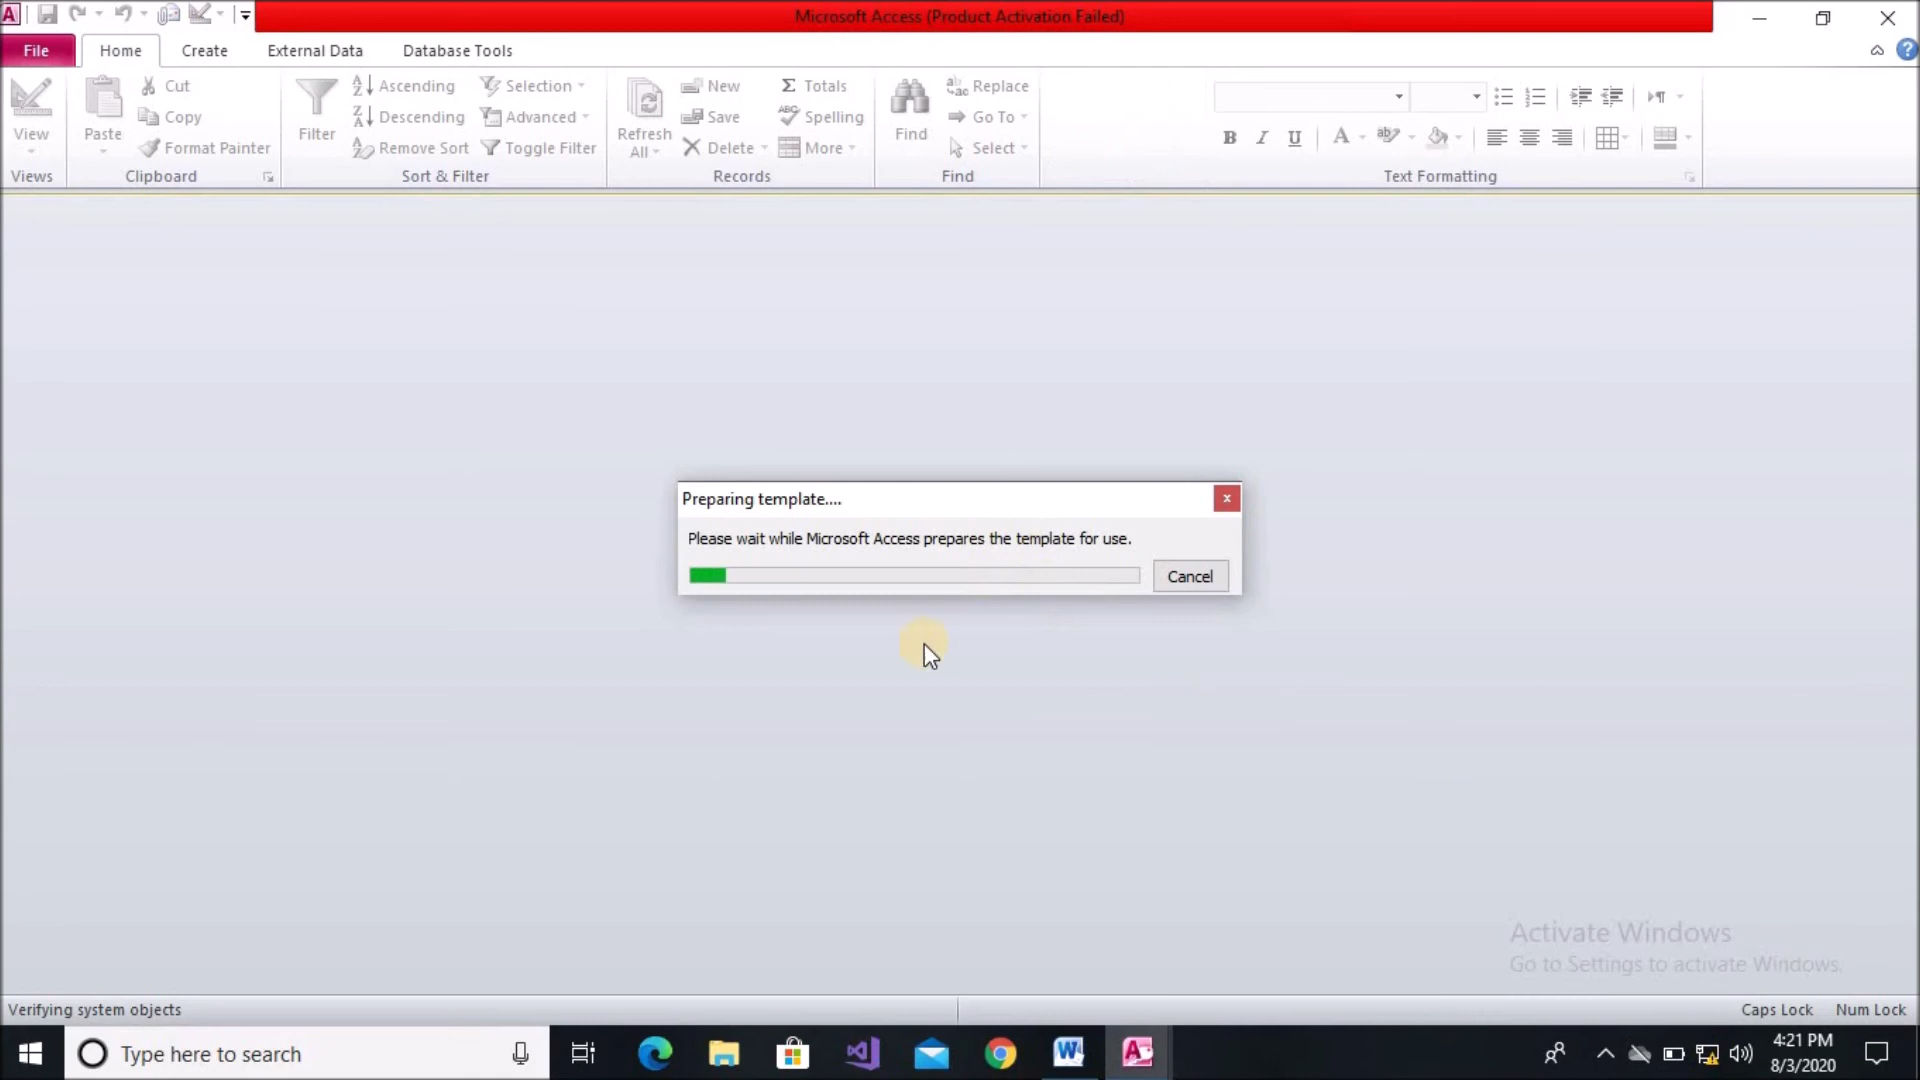 Microsoft Access (Product Activation Failed)
File Home Create External Data Database Tools
View
Paste
Cut
Copy
Format Painter
Filter
Ascending
Descending
Remove Sort
Selection
Advanced
Toggle Filter
Refresh
All
New
Save
Delete
Totals
Spelling
More
Find
Replace
Go To
Select
B I U A
Views Clipboard Sort & Filter Records Find Text Formatting
Preparing template....
Please wait while Microsoft Access prepares the template for use.
Cancel
Activate Windows
Go to Settings to activate Windows.
Verifying system objects Caps Lock Num Lock
Type here to search
4:21 PM
8/3/2020